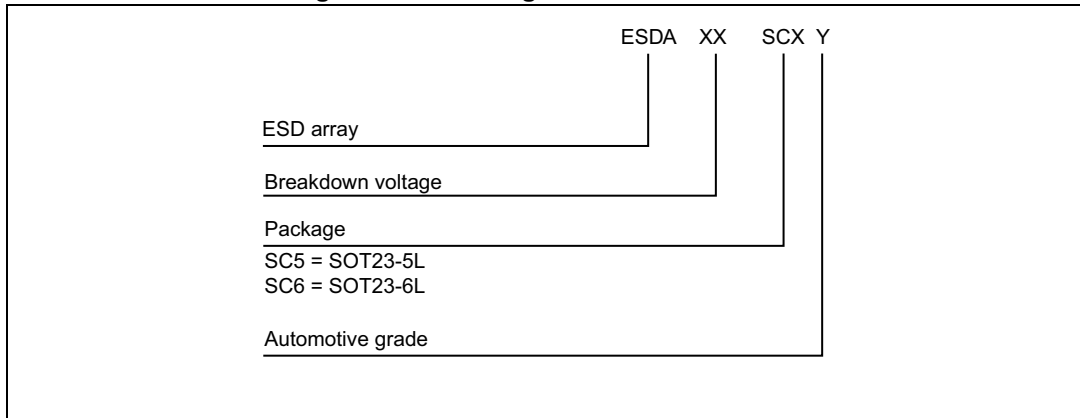 ESDA XX SCX Y
ESD array
Breakdown voltage
Package
SC5 = SOT23-5L
SC6 = SOT23-6L
Automotive grade